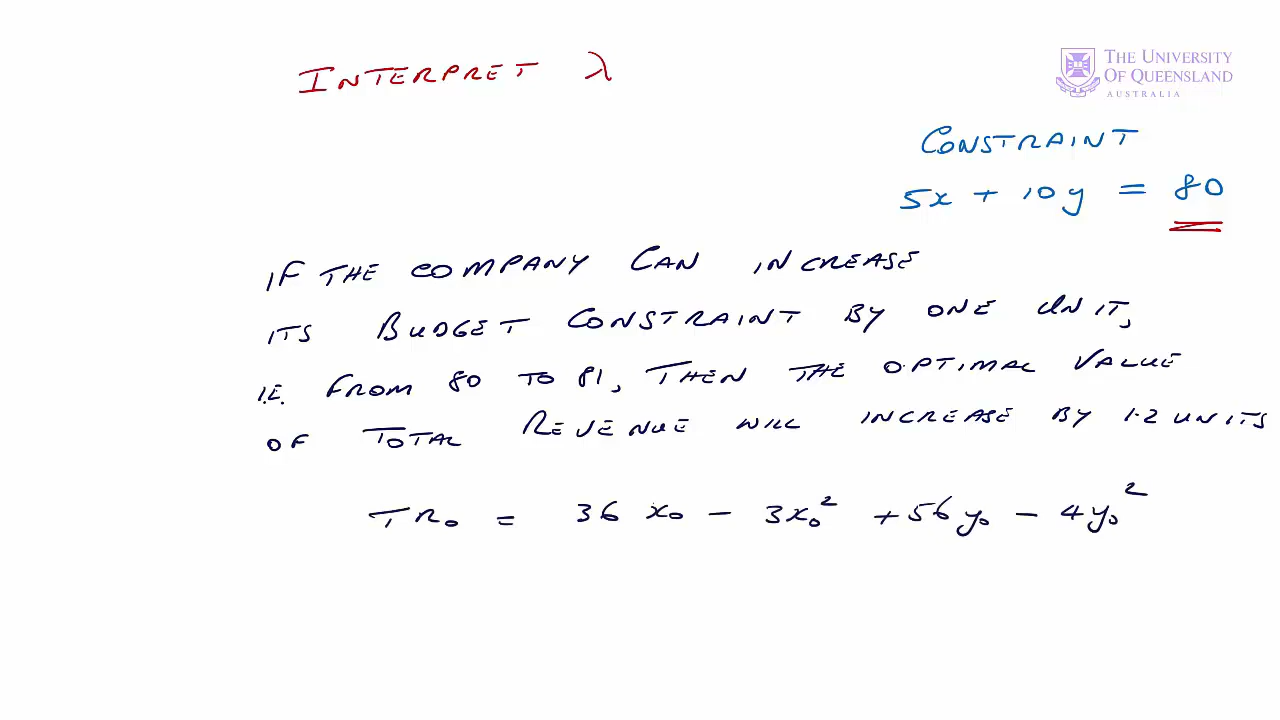 INTERPRET λ
THE UNIVERSITY
OF QUEENSLAND
AUSTRALIA
CONSTRAINT
5x + 10y = 80
IF THE COMPANY CAN INCREASE
ITS BUDGET CONSTRAINT BY ONE UNIT,
I.E. FROM 80 TO 81, THEN THE OPTIMAL VALUE
OF TOTAL REVENUE WILL INCREASE BY 1.2 UNITS
TR₀ = 36x₀ - 3x₀² + 56y₀ - 4y₀²